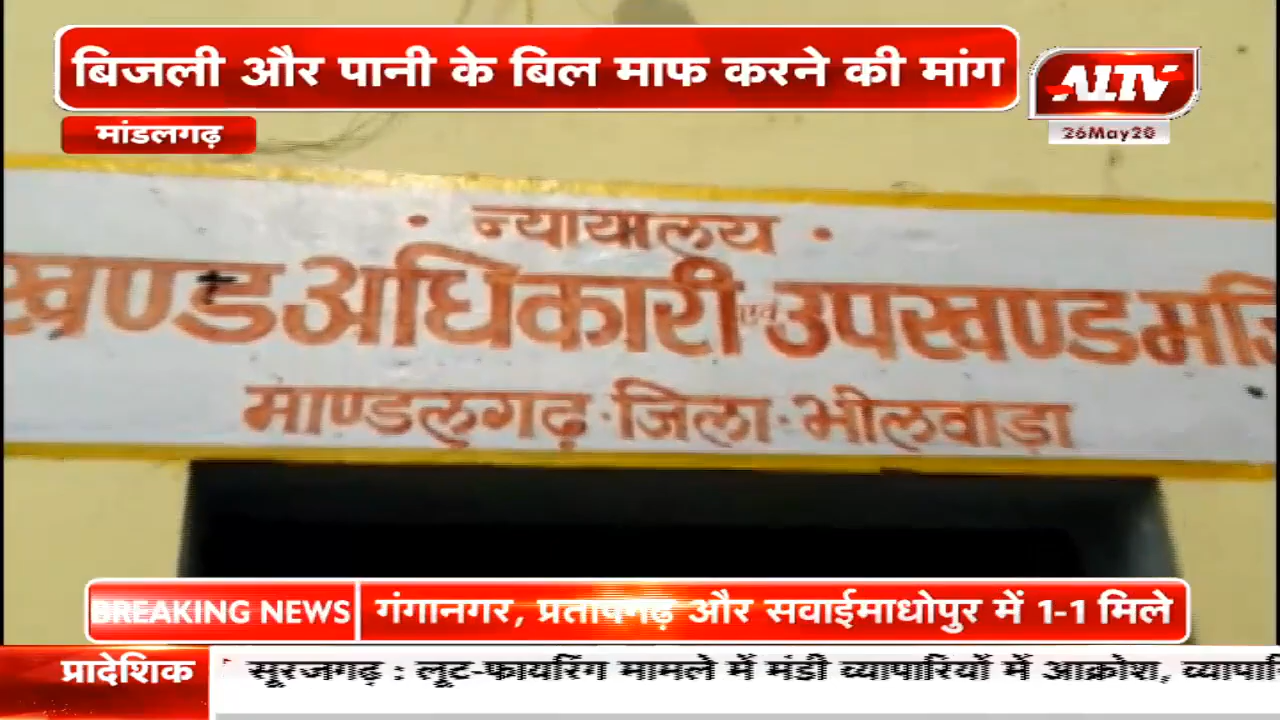 बिजली और पानी के बिल माफ करने की मांग
ALTV
26May20
मांडलगढ़
• न्यायालय •
खण्ड अधिकारी एवं उपखण्ड मजि
माण्डलगढ़ · जिला · भीलवाडा
BREAKING NEWS
गंगानगर, प्रतापगढ़ और सवाईमाधोपुर में 1-1 मिले
प्रादेशिक
सूरजगढ़ : लूट-फायरिंग मामले में मंडी व्यापारियों में आक्रोश, व्यापारि